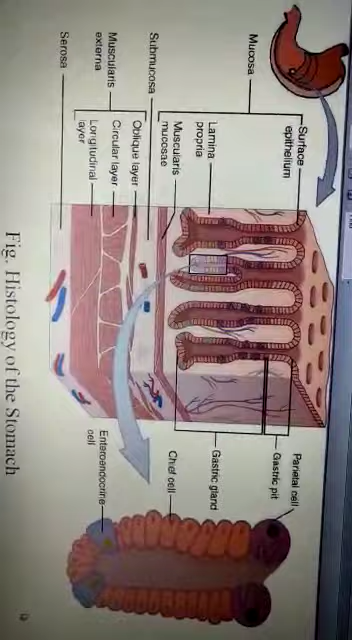 Surface
epithelium
Mucosa
Lamina
propria
Muscularis
mucosae
Submucosa
Oblique layer
Muscularis
externa
Circular layer
Longitudinal
layer
Serosa
Parietal cell
Gastric pit
Gastric gland
Chief cell
Enteroendocrine
cell
Fig. Histology of the Stomach